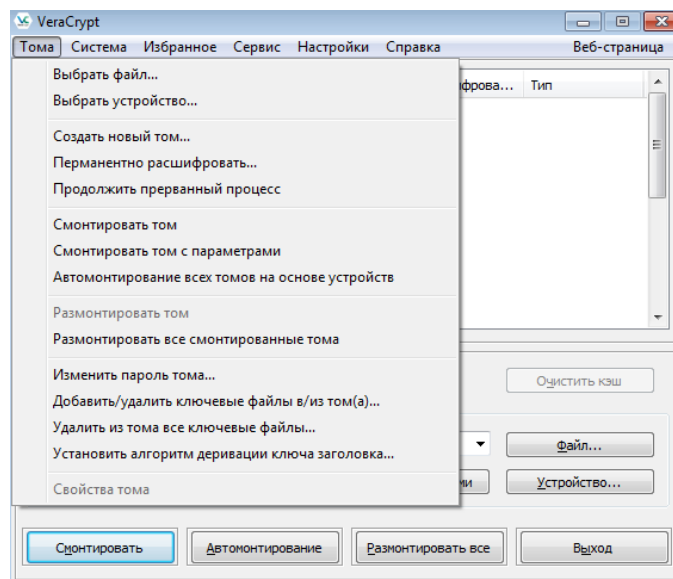 VeraCrypt
Тома Система Избранное Сервис Настройки Справка Веб-страница
Выбрать файл...
Выбрать устройство...
Тип
Создать новый том...
Перманентно расшифровать...
Продолжить прерванный процесс
Смонтировать том
Смонтировать том с параметрами
Автомонтирование всех томов на основе устройств
Размонтировать том
Размонтировать все смонтированные тома
Изменить пароль тома...
Очистить кэш
Добавить/удалить ключевые файлы в/из том(а)...
Удалить из тома все ключевые файлы...
Файл...
Установить алгоритм деривации ключа заголовка...
Устройство...
Свойства тома
Смонтировать Автомонтирование Размонтировать все Выход